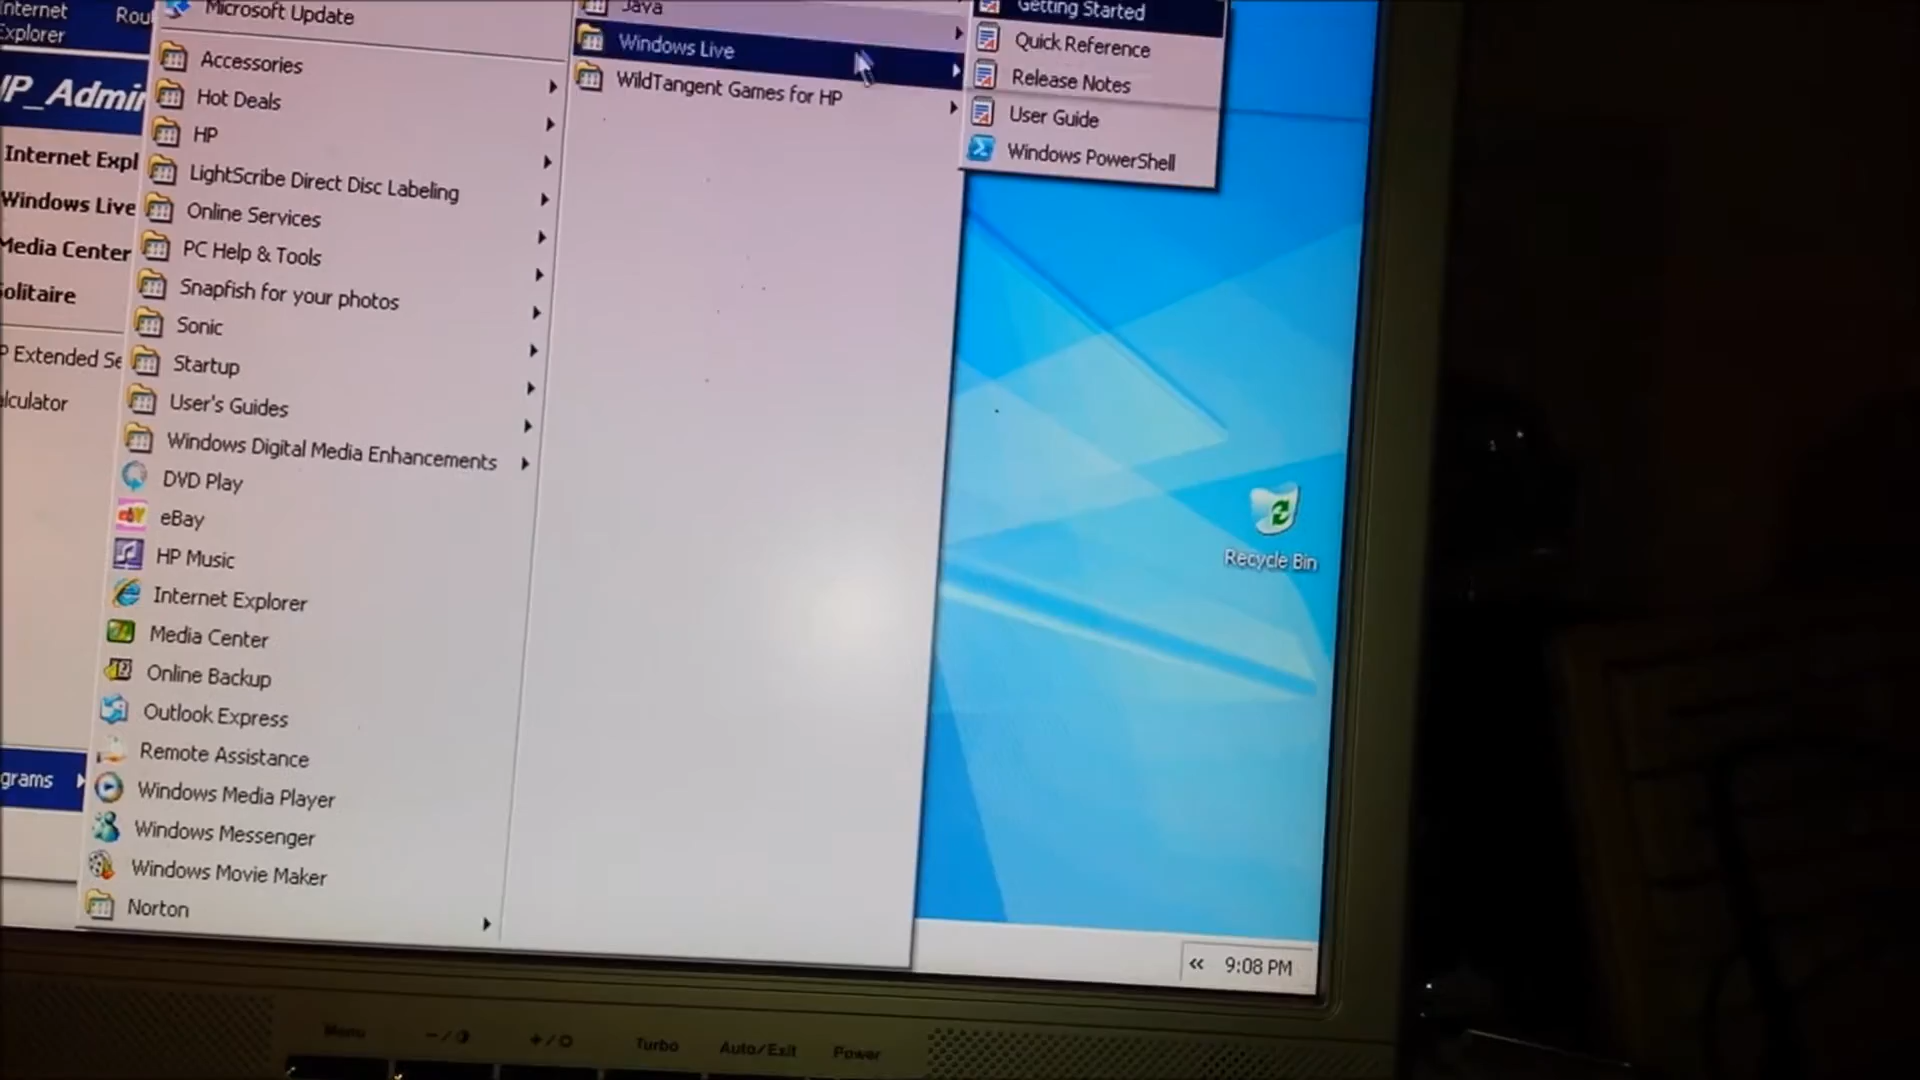 Internet
Explorer
HP_Admin
Internet Expl
Windows Live
Media Center
Solitaire
P Extended Se
alculator
grams
Microsoft Update
Accessories
Hot Deals
HP
LightScribe Direct Disc Labeling
Online Services
PC Help & Tools
Snapfish for your photos
Sonic
Startup
User's Guides
Windows Digital Media Enhancements
DVD Play
eBay
HP Music
Internet Explorer
Media Center
Online Backup
Outlook Express
Remote Assistance
Windows Media Player
Windows Messenger
Windows Movie Maker
Norton
Java
Windows Live
WildTangent Games for HP
Getting Started
Quick Reference
Release Notes
User Guide
Windows PowerShell
Recycle Bin
« 9:08 PM
Menu
Turbo
Auto/Exit
Power